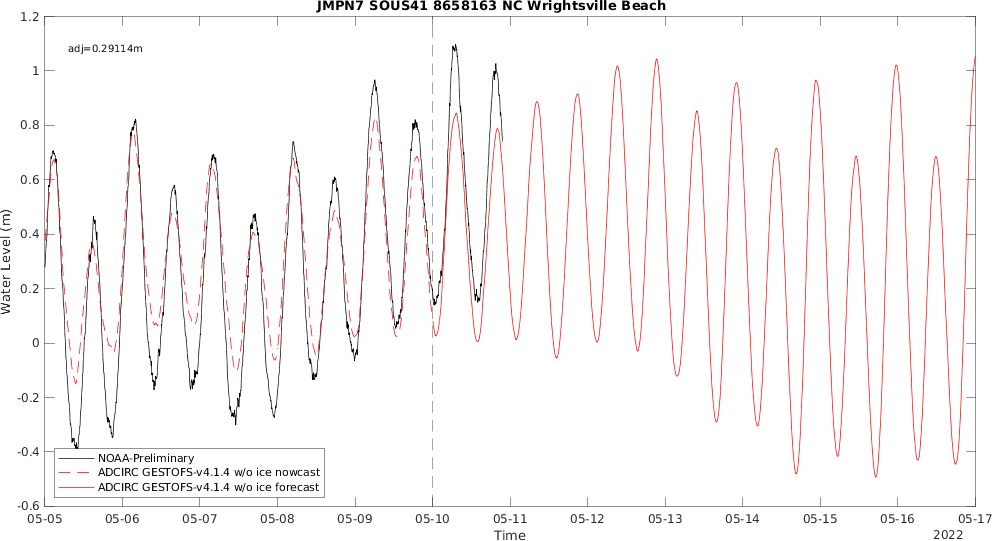 JMPN7 SOUS41 8658163 NC Wrightsville Beach
adj=0.29114m
1.2
1
0.8
0.6
0.4
0.2
0
-0.2
-0.4
-0.6
Water Level (m)
NOAA-Preliminary
ADCIRC GESTOFS-v4.1.4 w/o ice nowcast
ADCIRC GESTOFS-v4.1.4 w/o ice forecast
05-05 05-06 05-07 05-08 05-09 05-10 05-11 05-12 05-13 05-14 05-15 05-16 05-17
Time
2022